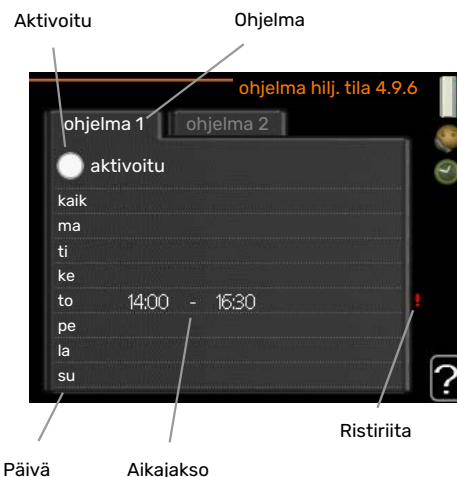 Aktivoitu
Ohjelma
ohjelma hilj. tila 4.9.6
ohjelma 1
ohjelma 2
aktivoitu
kaik
ma
ti
ke
to 14:00 - 16:30 !
pe
la
su
?
Ristiriita
Päivä
Aikajakso